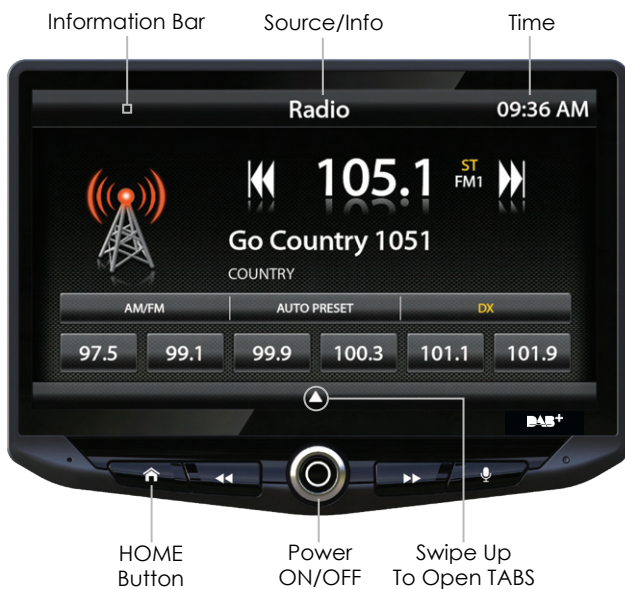 Information Bar
Source/Info
Time
Radio
09:36 AM
105.1
ST
FM1
Go Country 1051
COUNTRY
AM/FM
AUTO PRESET
DX
97.5
99.1
99.9
100.3
101.1
101.9
DAB+
HOME
Button
Power
ON/OFF
Swipe Up
To Open TABS